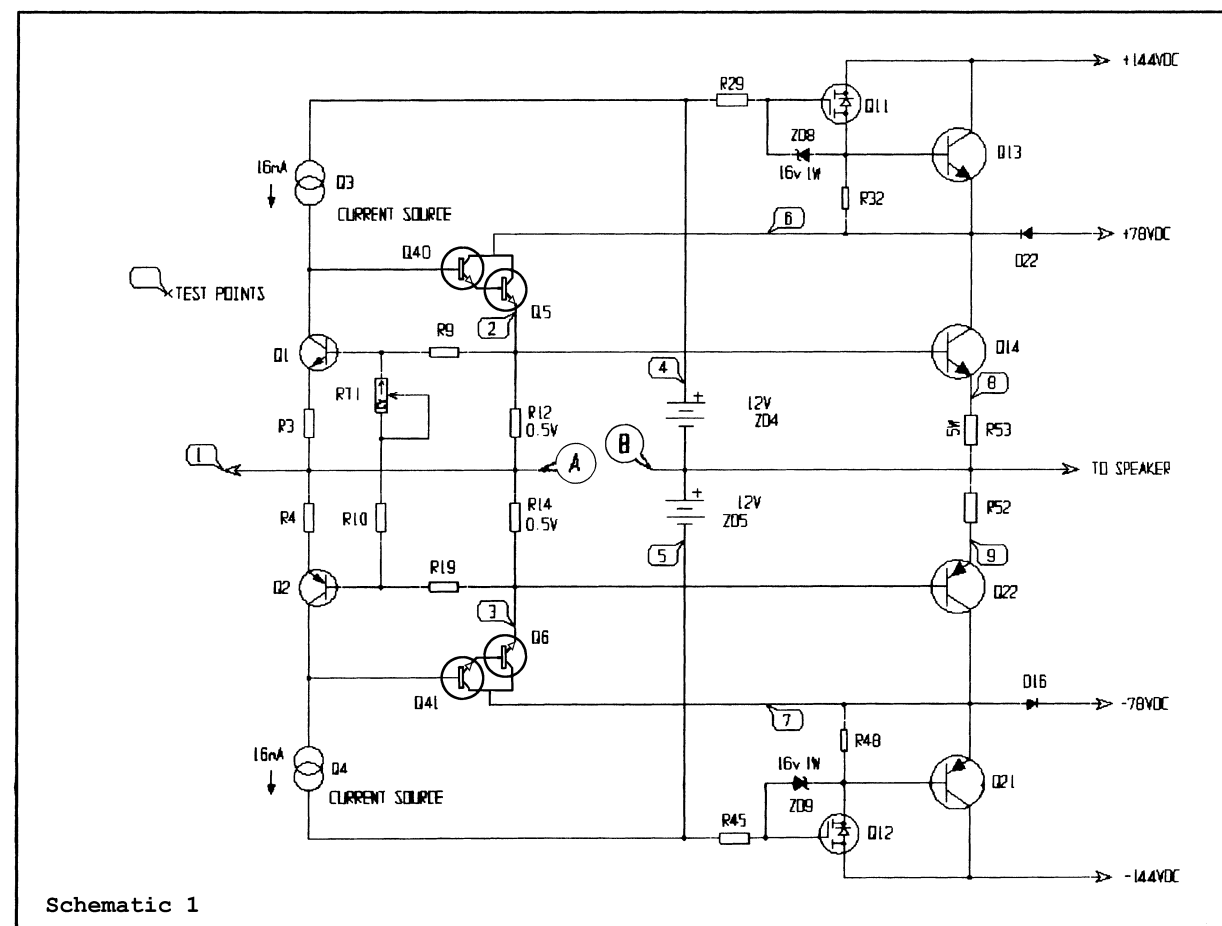 +144VDC
R29
Q11
ZD8
16v 1W
Q13
16mA
Q3
CURRENT SOURCE
R32
6
+78VDC
D22
Q40
TEST POINTS
Q5
2
R9
Q1
Q14
4
8
RT1
12V
ZD4
R12
0.5V
R3
5W
R53
1
A
B
TO SPEAKER
R4
R10
R14
0.5V
12V
ZD5
R52
5
9
R19
Q2
Q22
3
Q6
D16
Q41
-78VDC
7
R48
16mA
Q4
16v 1W
ZD9
Q21
CURRENT SOURCE
R45
Q12
-144VDC
Schematic 1